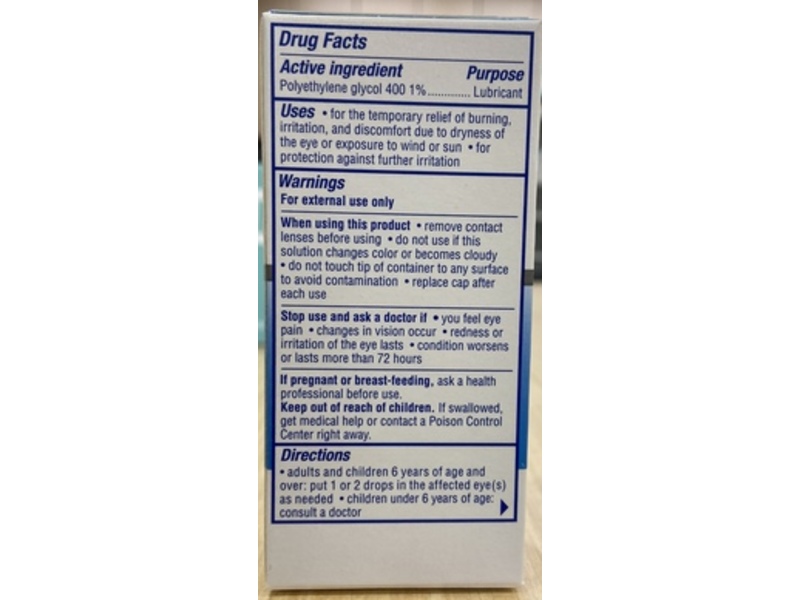 Drug Facts
Active ingredient Purpose
Polyethylene glycol 400 1%............. Lubricant
Uses • for the temporary relief of burning,
irritation, and discomfort due to dryness of
the eye or exposure to wind or sun • for
protection against further irritation
Warnings
For external use only
When using this product • remove contact
lenses before using • do not use if this
solution changes color or becomes cloudy
• do not touch tip of container to any surface
to avoid contamination • replace cap after
each use
Stop use and ask a doctor if • you feel eye
pain • changes in vision occur • redness or
irritation of the eye lasts • condition worsens
or lasts more than 72 hours
If pregnant or breast-feeding, ask a health
professional before use.
Keep out of reach of children. If swallowed,
get medical help or contact a Poison Control
Center right away.
Directions
• adults and children 6 years of age and
over: put 1 or 2 drops in the affected eye(s)
as needed • children under 6 years of age:
consult a doctor